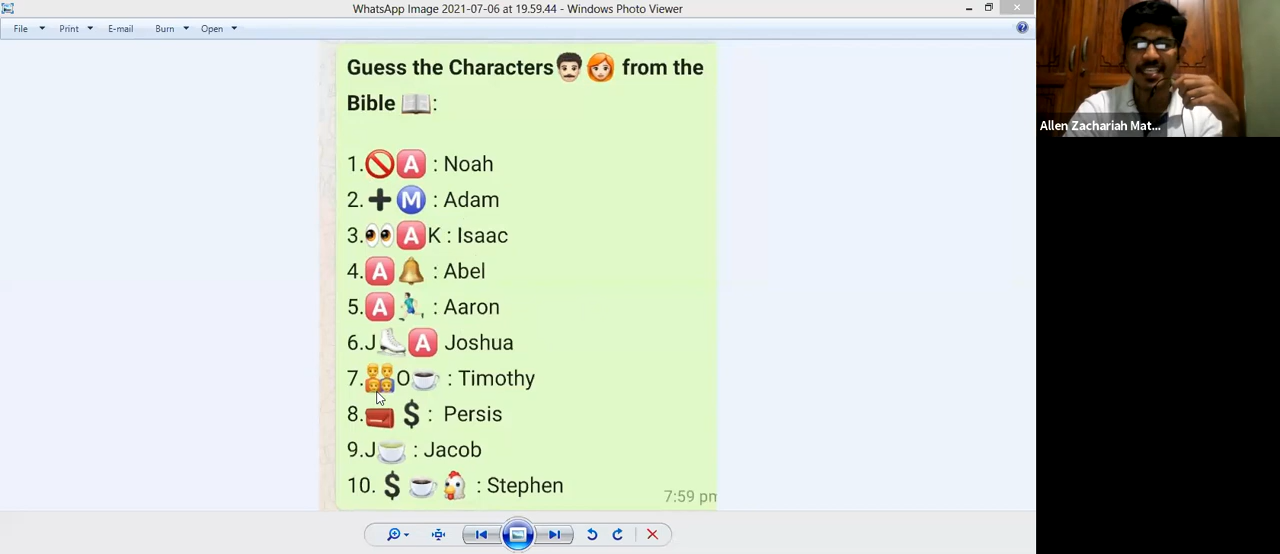 WhatsApp Image 2021-07-06 at 19.59.44 - Windows Photo Viewer
File Print E-mail Burn Open
Guess the Characters👨🏻👩🏻‍🦰 from the
Bible 📖:
1.🚫🅰 : Noah
2.➕Ⓜ : Adam
3.👀🅰K : Isaac
4.🅰🔔 : Abel
5.🅰🏃 : Aaron
6.J⛸🅰 Joshua
7.👨‍👨‍👦‍👦O☕ : Timothy
8.👛 💲 : Persis
9.J🍵 : Jacob
10. 💲☕🐔 : Stephen
7:59 pm
Allen Zachariah Mat...